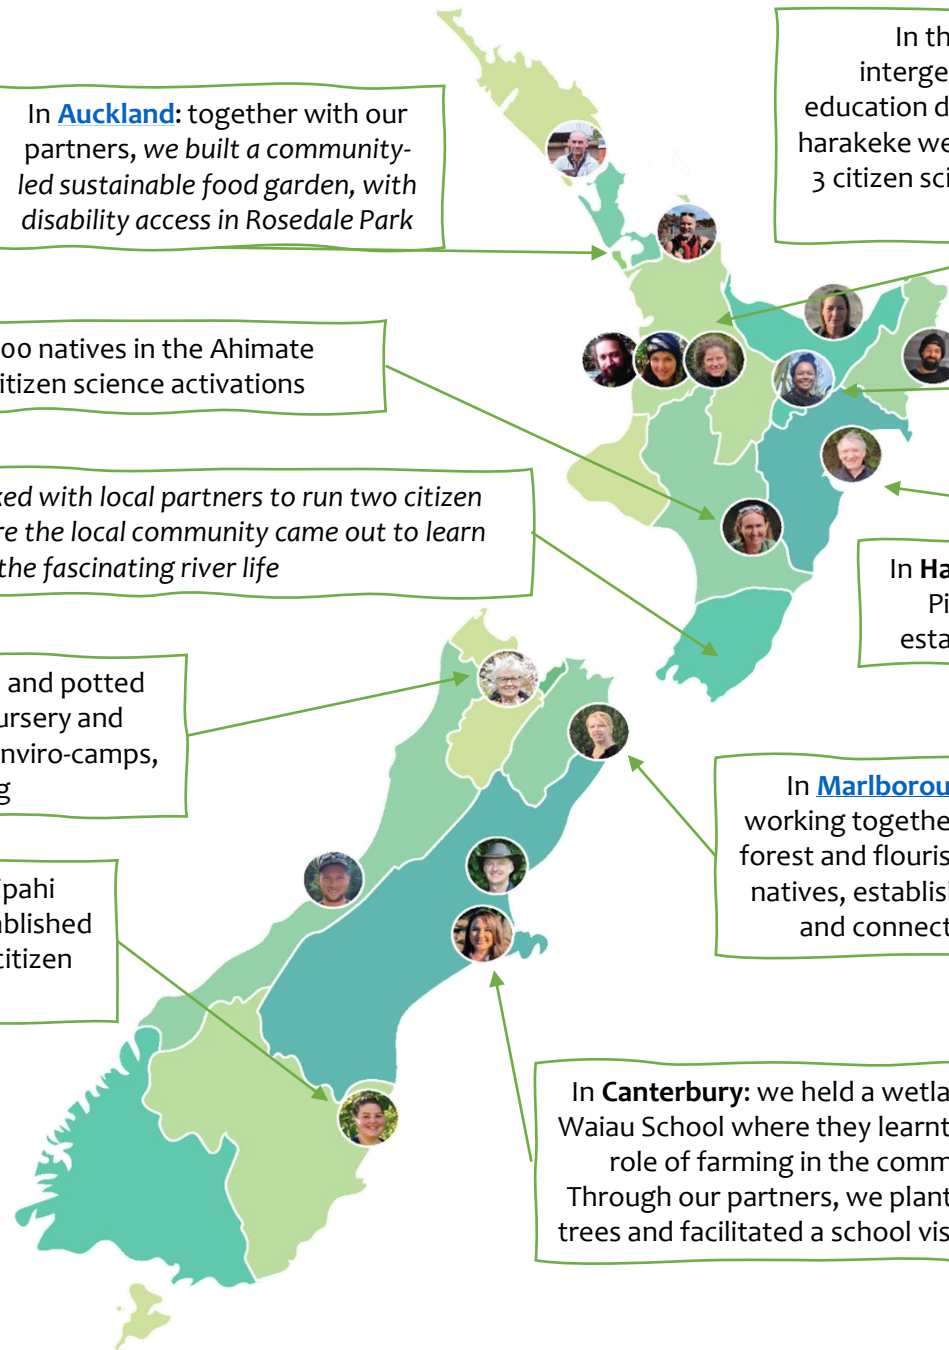 In Auckland: together with our
partners, we built a community-
led sustainable food garden, with
disability access in Rosedale Park
In th
interge
education d
harakeke we
3 citizen sci
00 natives in the Ahimate
itizen science activations
ked with local partners to run two citizen
re the local community came out to learn
the fascinating river life
In Ha
Pi
esta
and potted
ursery and
nviro-camps,
g
In Marlborou
working togethe
forest and flouris
natives, establis
and connect
ipahi
ablished
citizen
In Canterbury: we held a wetla
Waiau School where they learnt
role of farming in the comm
Through our partners, we plant
trees and facilitated a school vis